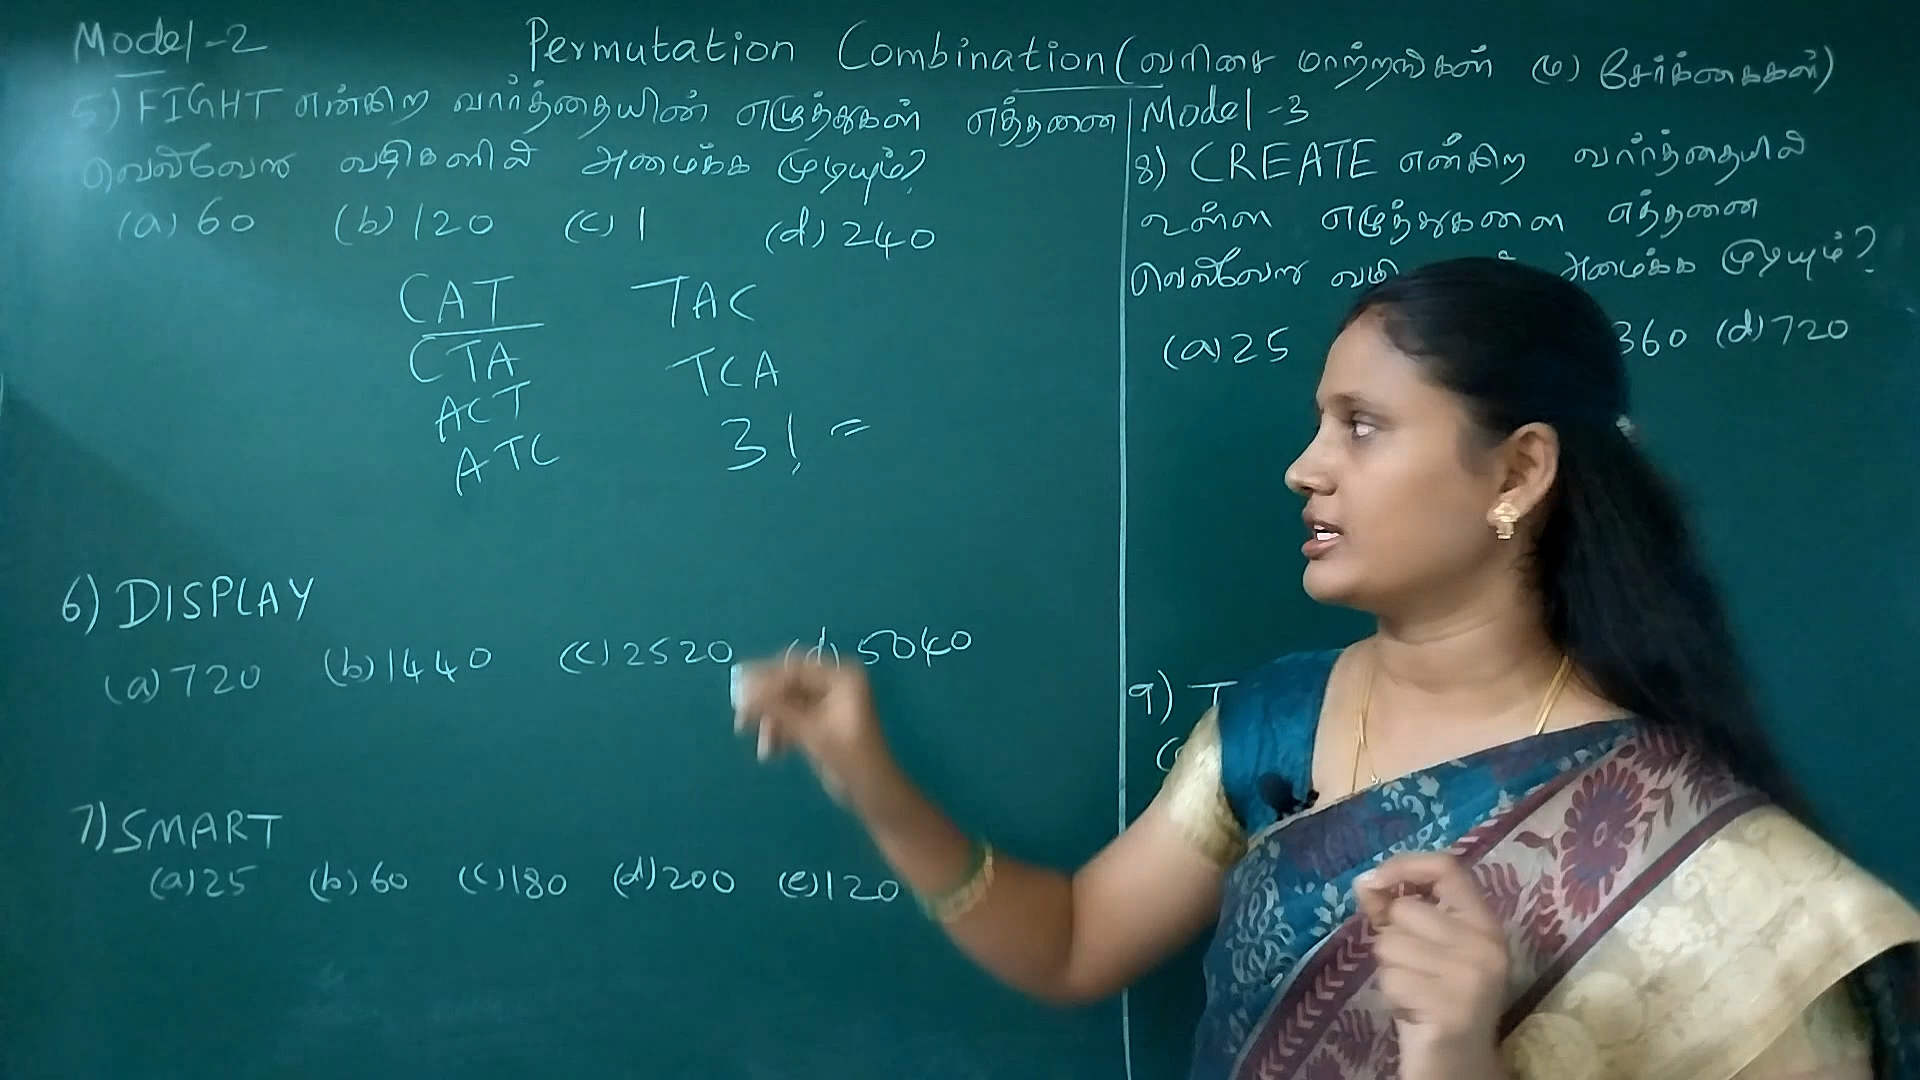 Model-2
Permutation Combination (வரிசை மாற்றங்கள் (ம) சேர்க்கைகள்)
5) FIGHT என்கிற வார்த்தையின் எழுத்துகள் எத்தனை
வெவ்வேறு வழிகளில் அமைக்க முடியும்?
(a) 60 (b) 120 (c) 1 (d) 240
CAT TAC
CTA TCA
ACT
ATC 3! =
6) DISPLAY
(a) 720 (b) 1440 (c) 2520 (d) 5040
7) SMART
(a) 25 (b) 60 (c) 180 (d) 200 (e) 120
Model-3
8) CREATE என்கிற வார்த்தையில்
உள்ள எழுத்துகளை எத்தனை
வெவ்வேறு அமைக்க முடியும்?
(a) 25 360 (d) 720
9) T